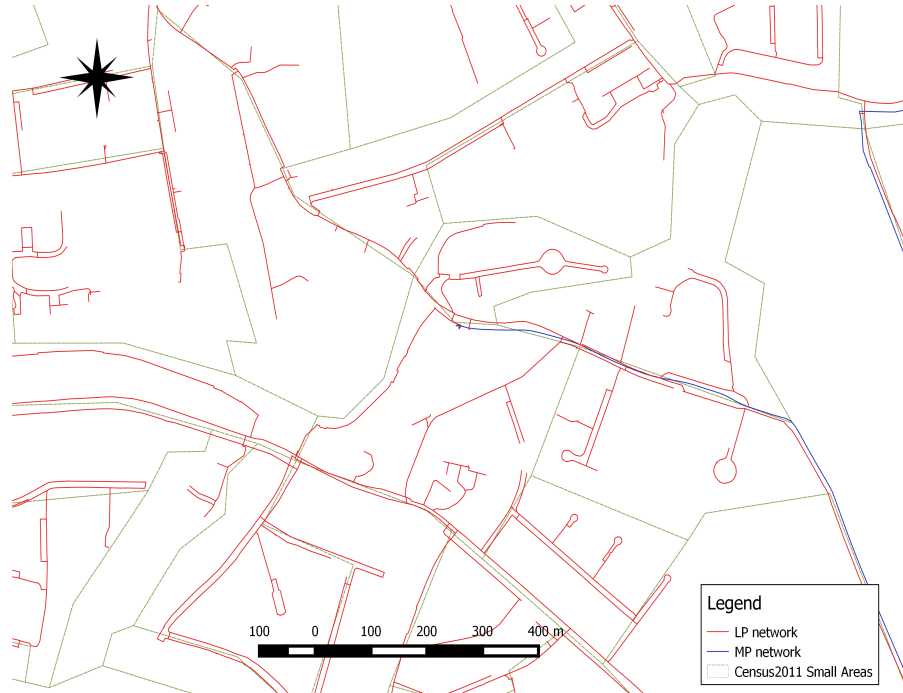 100 0 100 200 300 400 m
Legend
LP network
MP network
Census2011 Small Areas